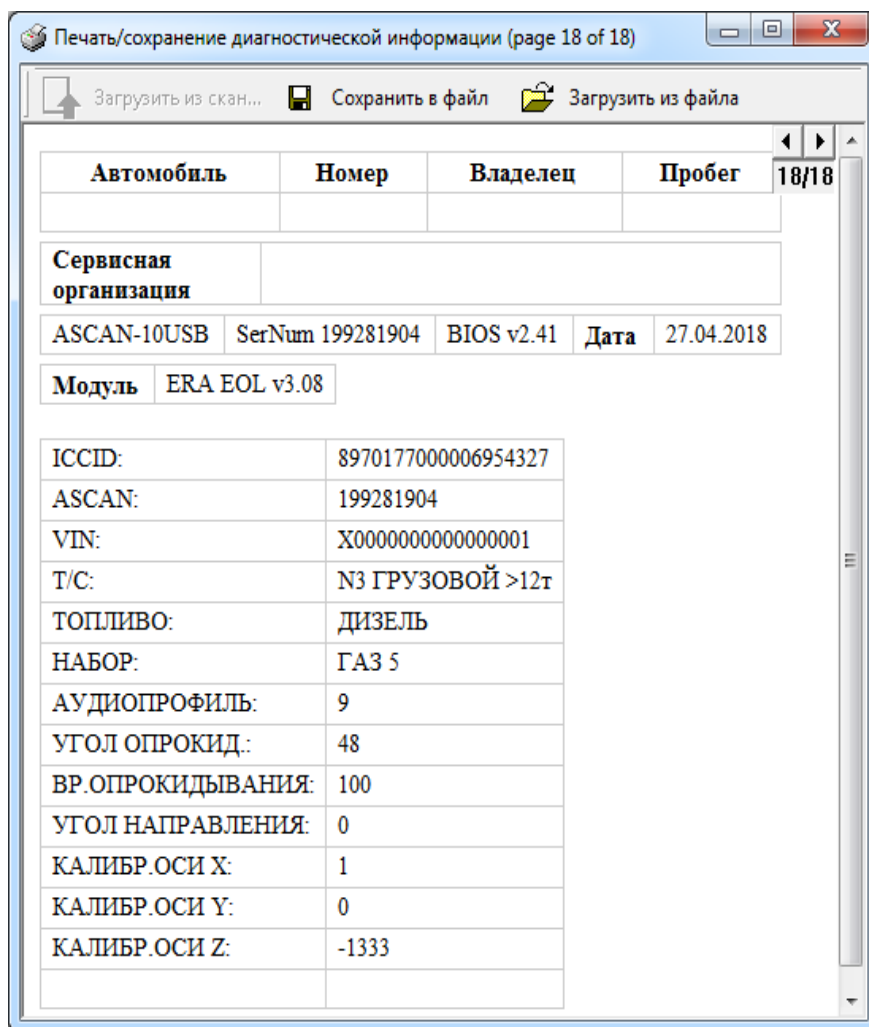 Печать/сохранение диагностической информации (page 18 of 18)
Загрузить из скан... Сохранить в файл Загрузить из файла
18/18
Автомобиль Номер Владелец Пробег
Сервисная
организация
ASCAN-10USB SerNum 199281904 BIOS v2.41 Дата 27.04.2018
Модуль ERA EOL v3.08
ICCID: 8970177000006954327
ASCAN: 199281904
VIN: X0000000000000001
Т/С: N3 ГРУЗОВОЙ >12т
ТОПЛИВО: ДИЗЕЛЬ
НАБОР: ГАЗ 5
АУДИОПРОФИЛЬ: 9
УГОЛ ОПРОКИД.: 48
ВР.ОПРОКИДЫВАНИЯ: 100
УГОЛ НАПРАВЛЕНИЯ: 0
КАЛИБР.ОСИ X: 1
КАЛИБР.ОСИ Y: 0
КАЛИБР.ОСИ Z: -1333